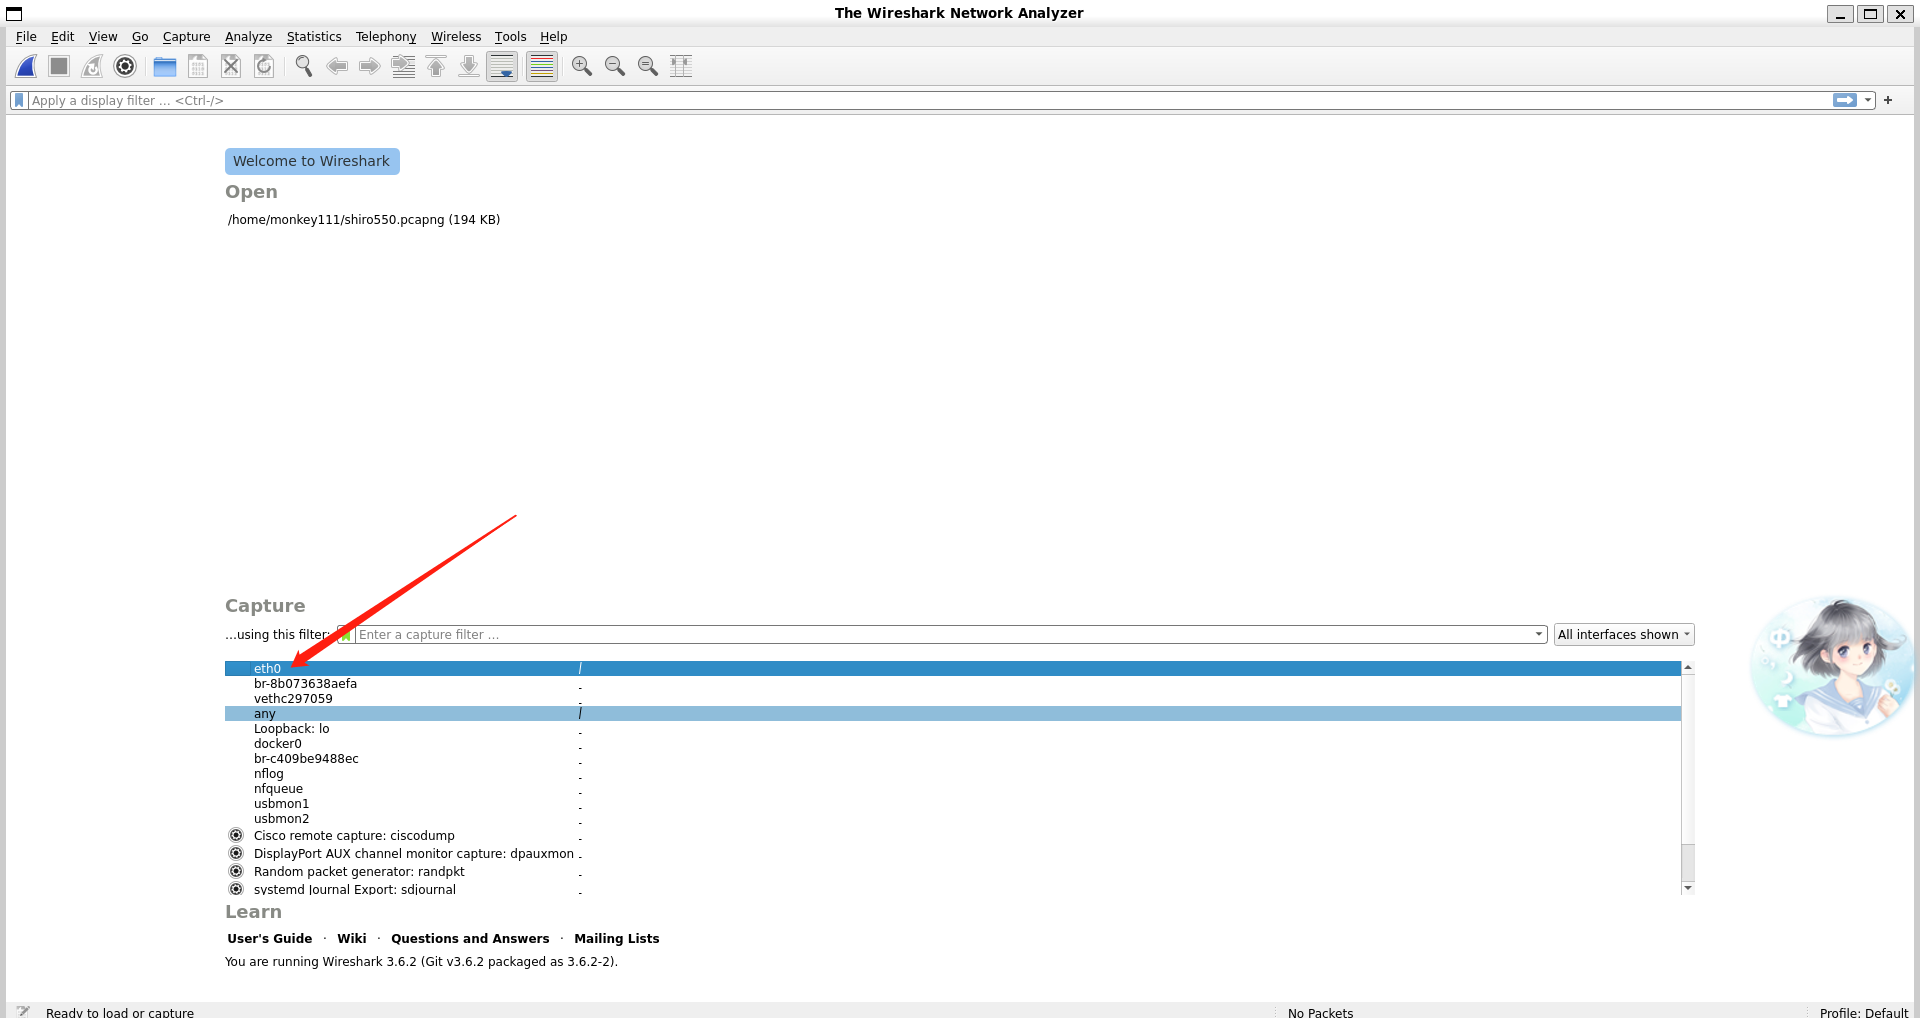 The Wireshark Network Analyzer
File Edit View Go Capture Analyze Statistics Telephony Wireless Tools Help
Apply a display filter ... <Ctrl-/>
Welcome to Wireshark
Open
/home/monkey111/shiro550.pcapng (194 KB)
Capture
...using this filter:
Enter a capture filter ...
All interfaces shown
eth0
br-8b073638aefa
vethc297059
any
Loopback: lo
docker0
br-c409be9488ec
nflog
nfqueue
usbmon1
usbmon2
Cisco remote capture: ciscodump
DisplayPort AUX channel monitor capture: dpauxmon
Random packet generator: randpkt
systemd Journal Export: sdjournal
Learn
User's Guide · Wiki · Questions and Answers · Mailing Lists
You are running Wireshark 3.6.2 (Git v3.6.2 packaged as 3.6.2-2).
Ready to load or capture
No Packets
Profile: Default